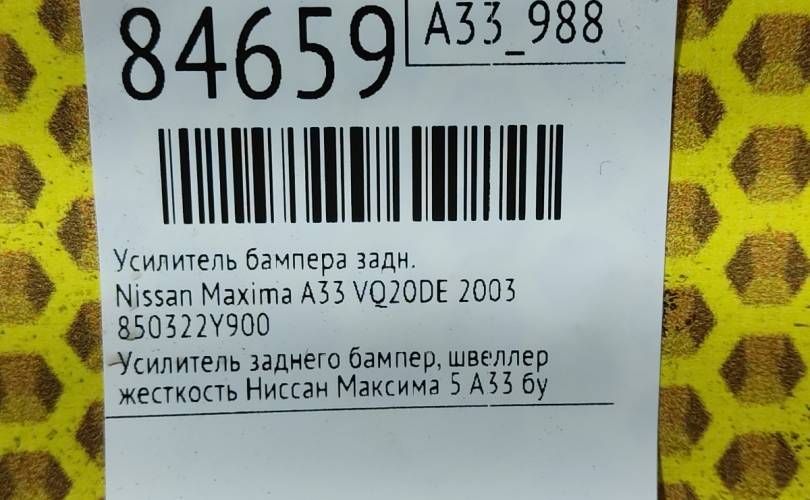 84659
A33_988
Усилитель бампера задн.
Nissan Maxima A33 VQ20DE 2003
850322Y900
Усилитель заднего бампер, швеллер
жесткость Ниссан Максима 5 А33 бу